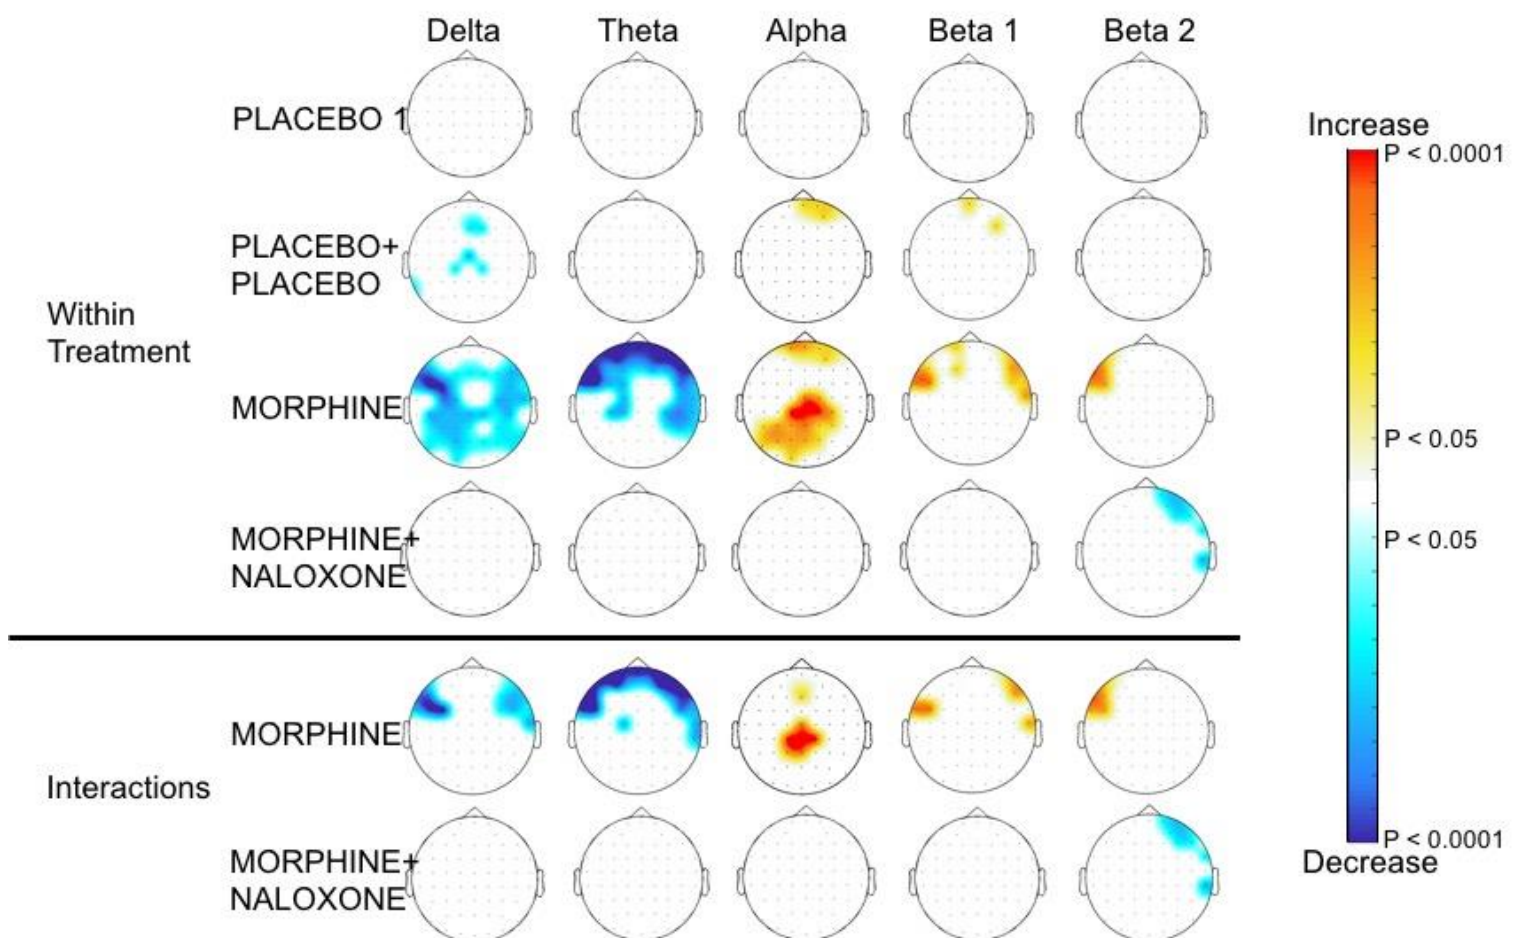 Delta Theta Alpha Beta 1 Beta 2
PLACEBO 1
PLACEBO+
PLACEBO
Within
Treatment
MORPHINE
MORPHINE+
NALOXONE
Interactions
MORPHINE
MORPHINE+
NALOXONE
Increase
P < 0.0001
P < 0.05
P < 0.05
P < 0.0001
Decrease